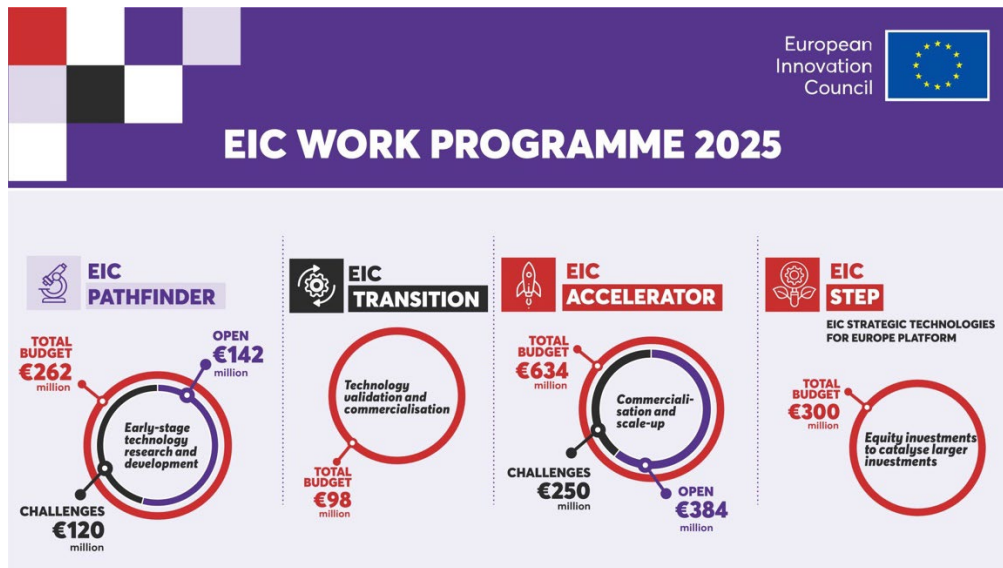 European
Innovation
Council
EIC WORK PROGRAMME 2025
EIC
PATHFINDER
TOTAL
BUDGET
€262
million
OPEN
€142
million
Early-stage
technology
research and
development
CHALLENGES
€120
million
EIC
TRANSITION
Technology
validation and
commercialisation
TOTAL
BUDGET
€98
million
EIC
ACCELERATOR
TOTAL
BUDGET
€634
million
Commerciali-
sation and
scale-up
CHALLENGES
€250
million
OPEN
€384
million
EIC
STEP
EIC STRATEGIC TECHNOLOGIES
FOR EUROPE PLATFORM
TOTAL
BUDGET
€300
million
Equity investments
to catalyse larger
investments